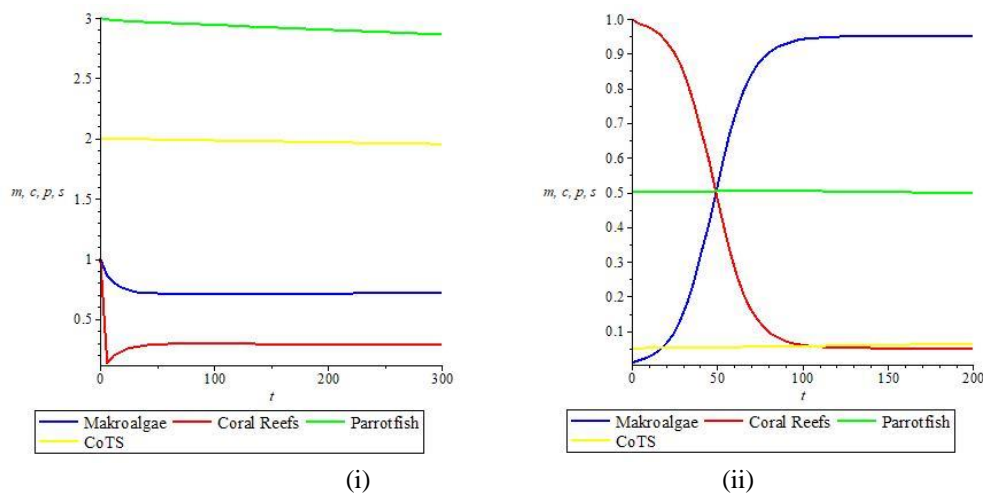 3
2.5
2
m, c, p, s
1
0.5
0
100
200
300
t
Makroalgae
Coral Reefs
Parrotfish
CoTS
(i)
1.0
0.9
0.8
0.7
0.6
m, c, p, s
0.5
0.4
0.3
0.2
0.1
0
50
100
150
200
t
Makroalgae
Coral Reefs
Parrotfish
CoTS
(ii)